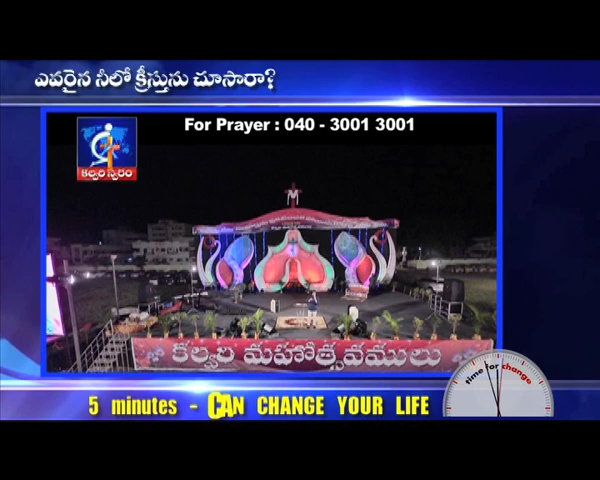 ఎవరైన నీలో క్రీస్తును చూసారా?
For Prayer : 040 - 3001 3001
కల్వరి స్వరం
కల్వరి మహోత్సవములు
time for change
5 minutes - CAN CHANGE YOUR LIFE